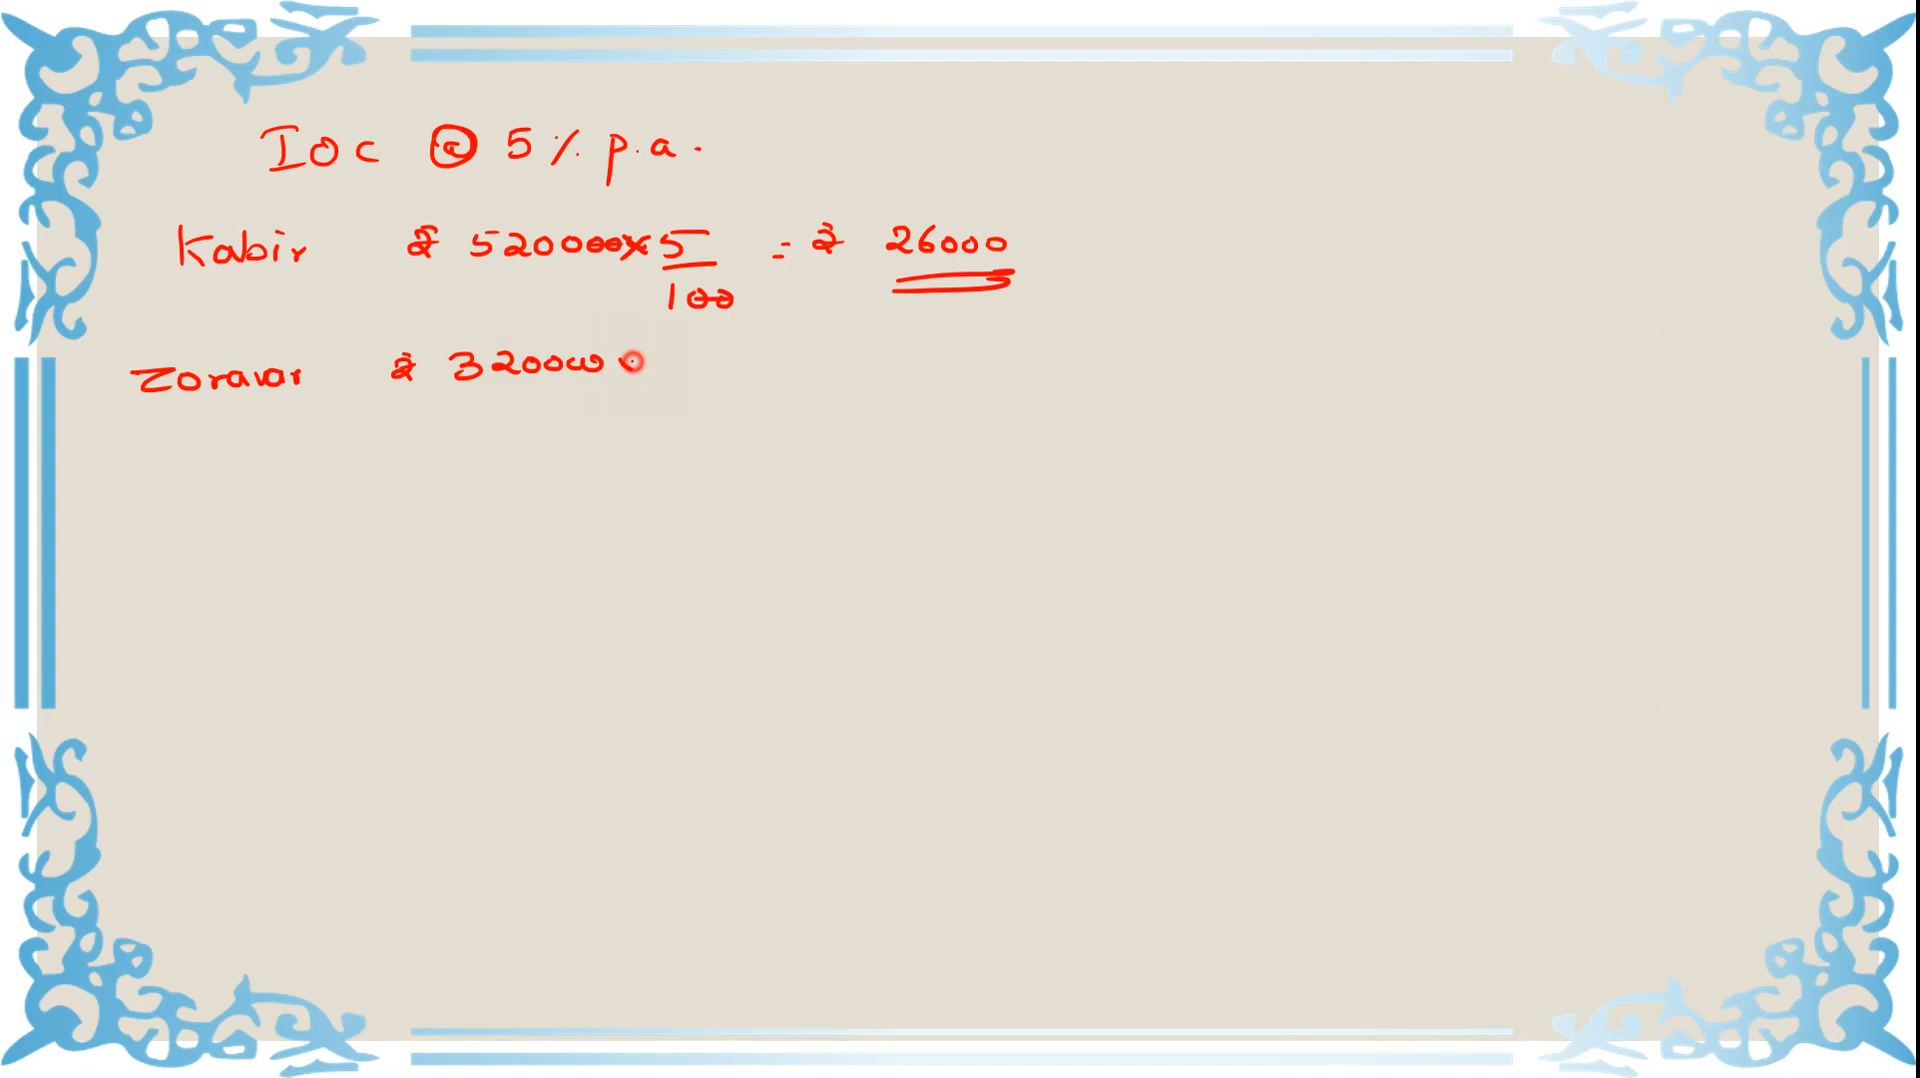 IOC @ 5% p.a.
Kabir ₹ 520000 × 5/100 = ₹ 26000
Zoravar ₹ 320000